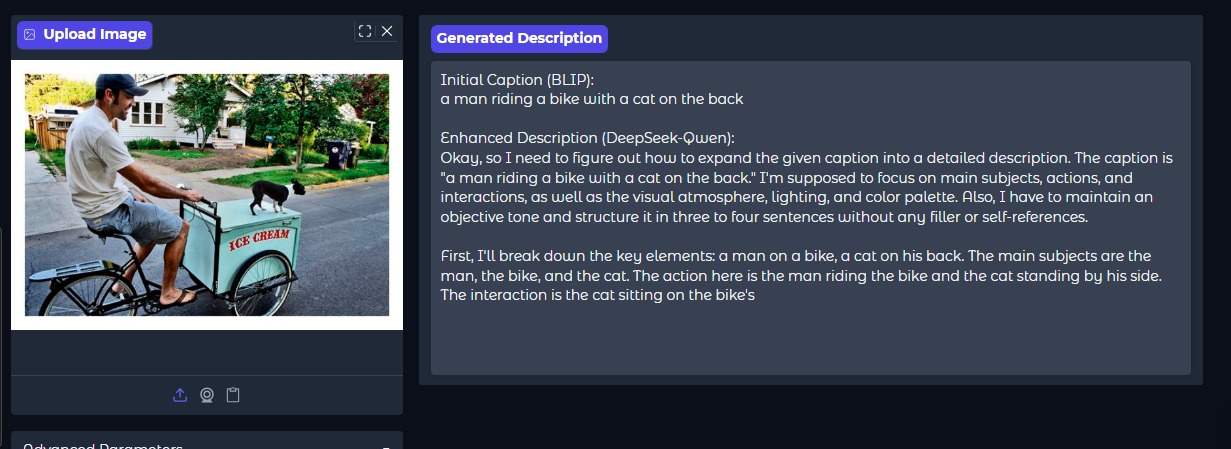 Upload Image
Generated Description
Initial Caption (BLIP):
a man riding a bike with a cat on the back
Enhanced Description (DeepSeek-Qwen):
Okay, so I need to figure out how to expand the given caption into a detailed description. The caption is
"a man riding a bike with a cat on the back." I'm supposed to focus on main subjects, actions, and
interactions, as well as the visual atmosphere, lighting, and color palette. Also, I have to maintain an
objective tone and structure it in three to four sentences without any filler or self-references.
First, I'll break down the key elements: a man on a bike, a cat on his back. The main subjects are the
man, the bike, and the cat. The action here is the man riding the bike and the cat standing by his side.
The interaction is the cat sitting on the bike's
ICE CREAM
Advanced Parameters